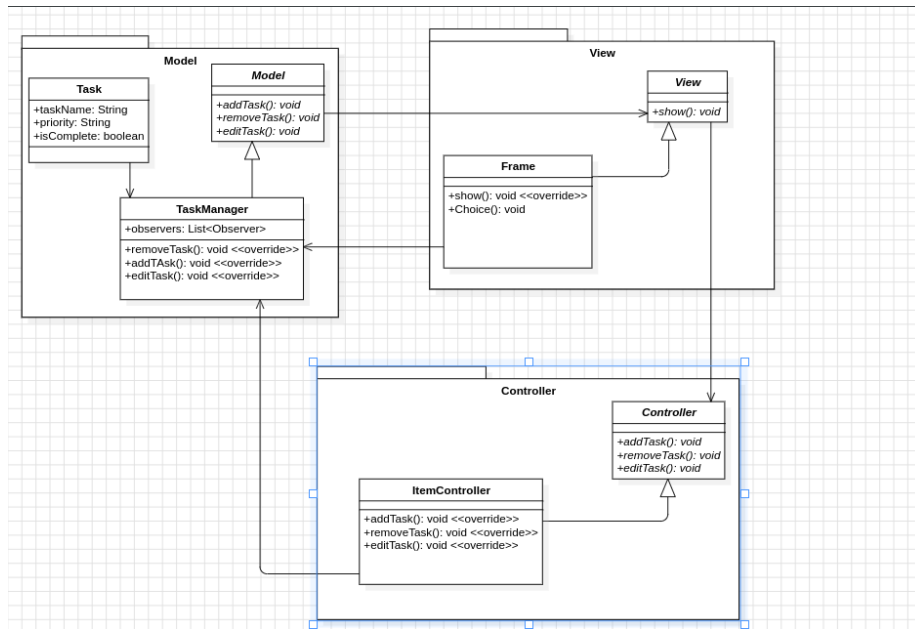 Model
Task
+taskName: String
+priority: String
+isComplete: boolean
Model
+addTask(): void
+removeTask(): void
+editTask(): void
TaskManager
+observers: List<Observer>
+removeTask(): void <<override>>
+addTAsk(): void <<override>>
+editTask(): void <<override>>
View
View
+show(): void
Frame
+show(): void <<override>>
+Choice(): void
Controller
Controller
+addTask(): void
+removeTask(): void
+editTask(): void
ItemController
+addTask(): void <<override>>
+removeTask(): void <<override>>
+editTask(): void <<override>>